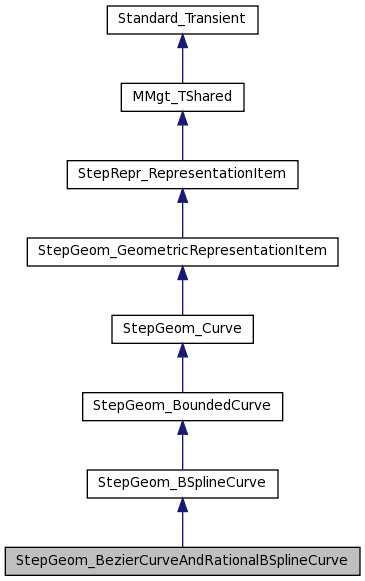 Standard_Transient
MMgt_TShared
StepRepr_RepresentationItem
StepGeom_GeometricRepresentationItem
StepGeom_Curve
StepGeom_BoundedCurve
StepGeom_BSplineCurve
StepGeom_BezierCurveAndRationalBSplineCurve